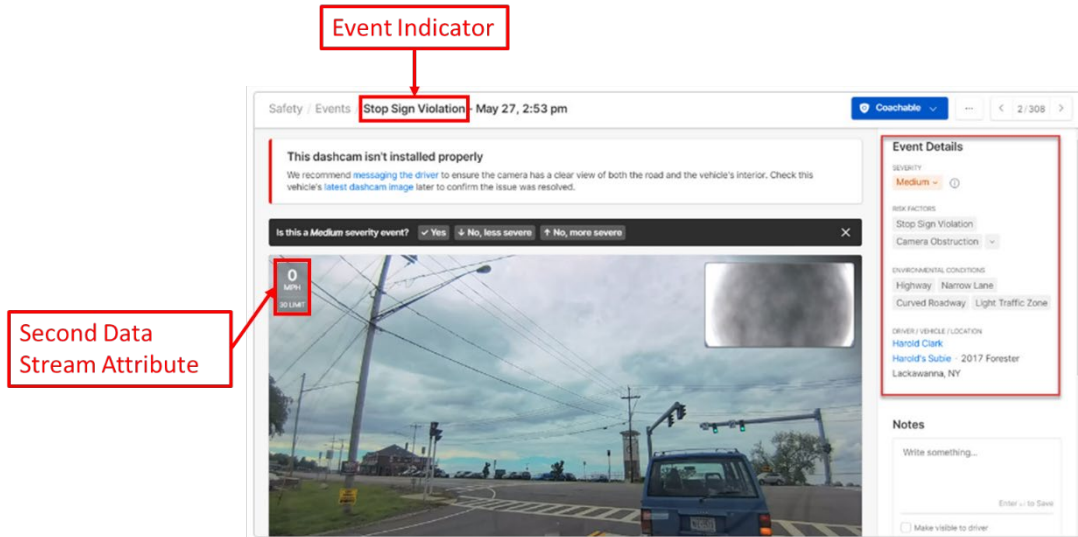 Event Indicator
Safety / Events / Stop Sign Violation - May 27, 2:53 pm
Coachable
2 / 308
This dashcam isn't installed properly
We recommend messaging the driver to ensure the camera has a clear view of both the road and the vehicle's interior. Check this
vehicle's latest dashcam image later to confirm the issue was resolved.
Is this a Medium severity event? Yes No, less severe No, more severe
0
MPH
30 LIMIT
Second Data
Stream Attribute
Event Details
SEVERITY
Medium
RISK FACTORS
Stop Sign Violation
Camera Obstruction
ENVIRONMENTAL CONDITIONS
Highway Narrow Lane
Curved Roadway Light Traffic Zone
DRIVER / VEHICLE / LOCATION
Harold Clark
Harold's Subie - 2017 Forester
Lackawanna, NY
Notes
Write something...
Enter to Save
Make visible to driver